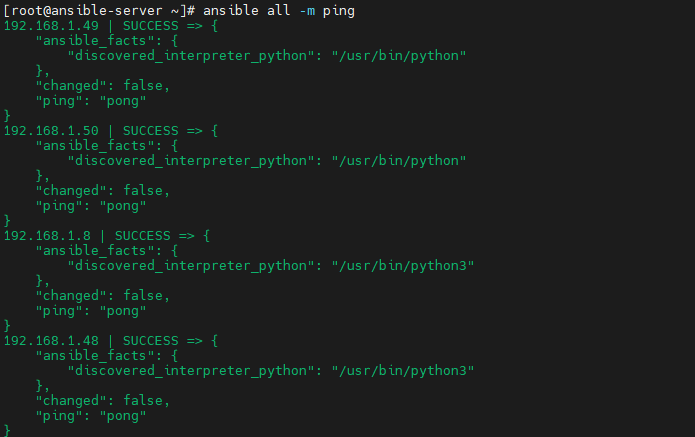 [root@ansible-server ~]# ansible all -m ping
192.168.1.49 | SUCCESS => {
    "ansible_facts": {
        "discovered_interpreter_python": "/usr/bin/python"
    },
    "changed": false,
    "ping": "pong"
}
192.168.1.50 | SUCCESS => {
    "ansible_facts": {
        "discovered_interpreter_python": "/usr/bin/python"
    },
    "changed": false,
    "ping": "pong"
}
192.168.1.8 | SUCCESS => {
    "ansible_facts": {
        "discovered_interpreter_python": "/usr/bin/python3"
    },
    "changed": false,
    "ping": "pong"
}
192.168.1.48 | SUCCESS => {
    "ansible_facts": {
        "discovered_interpreter_python": "/usr/bin/python3"
    },
    "changed": false,
    "ping": "pong"
}